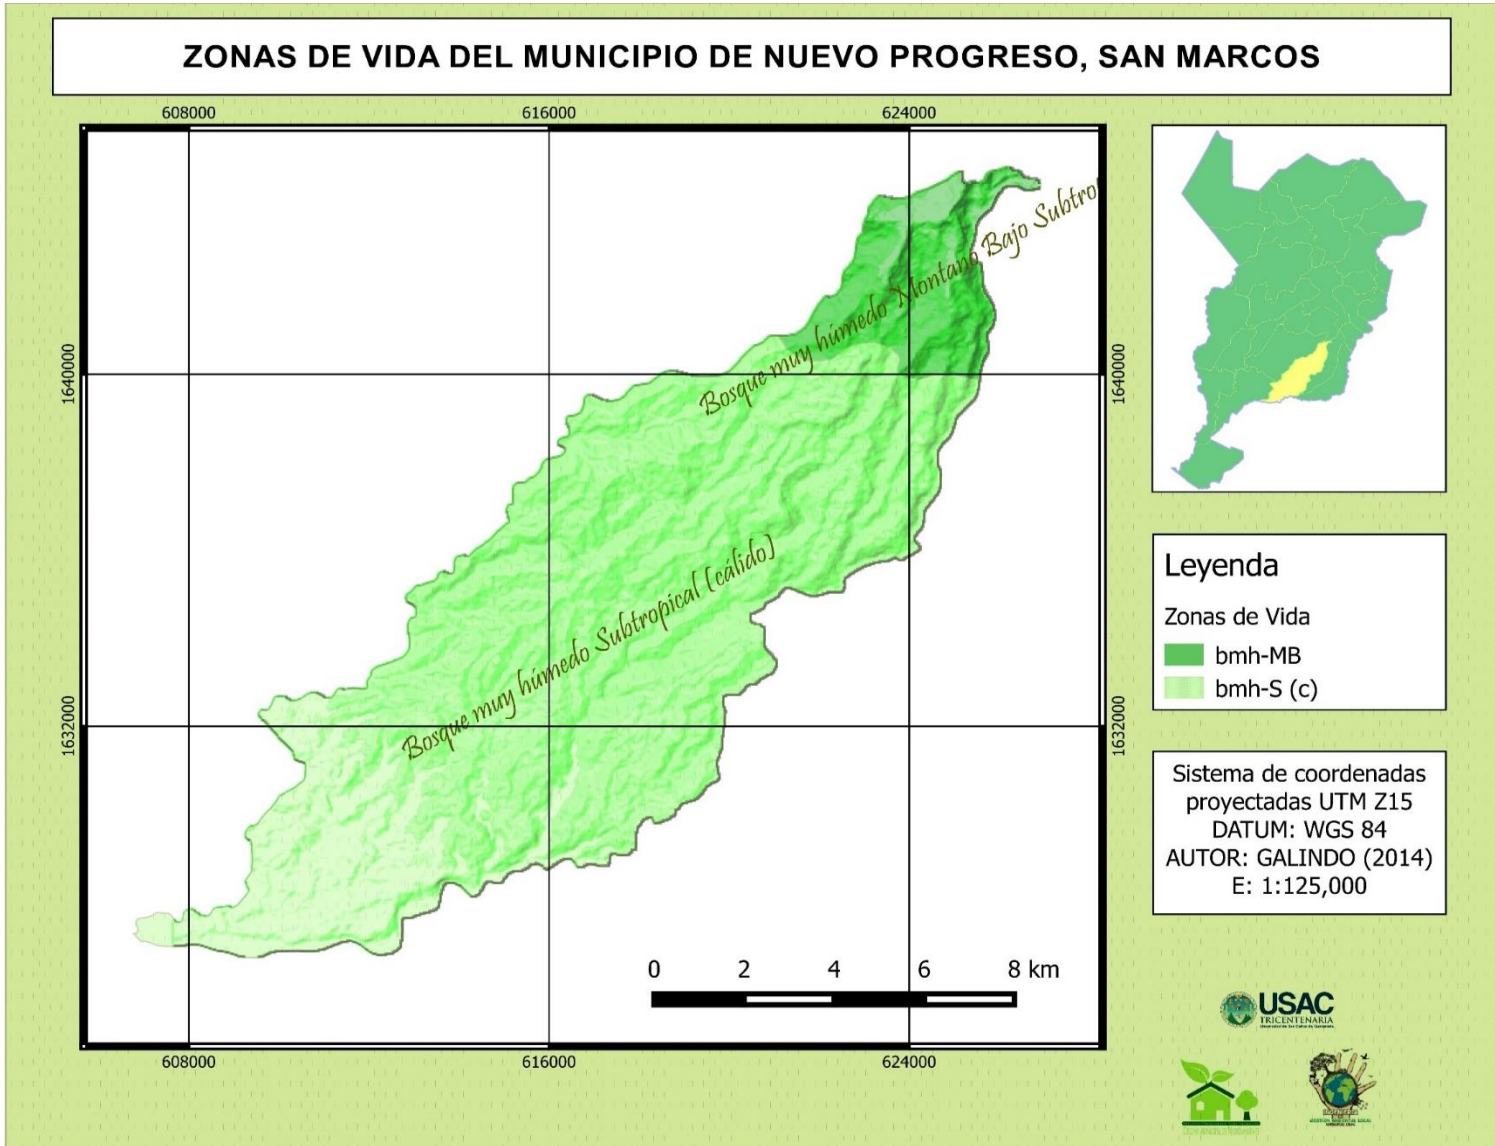 ZONAS DE VIDA DEL MUNICIPIO DE NUEVO PROGRESO, SAN MARCOS
608000
616000
624000
1640000
1640000
1632000
1632000
Bosque muy húmedo Montano Bajo Subtro
Bosque muy húmedo Subtropical (cálido)
0 2 4 6 8 km
608000
616000
624000
Leyenda
Zonas de Vida
bmh-MB
bmh-S (c)
Sistema de coordenadas
proyectadas UTM Z15
DATUM: WGS 84
AUTOR: GALINDO (2014)
E: 1:125,000
USAC
TRICENTENARIA